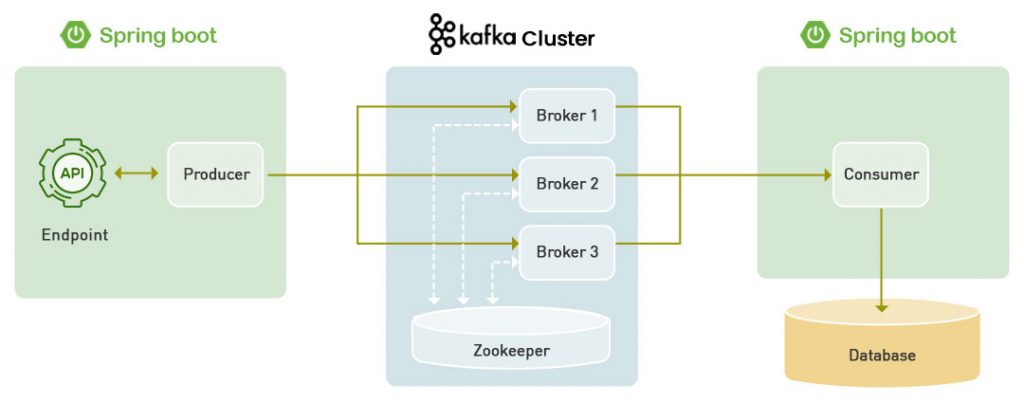 Spring boot
kafka Cluster
Spring boot
API
Endpoint
Producer
Broker 1
Broker 2
Broker 3
Zookeeper
Consumer
Database